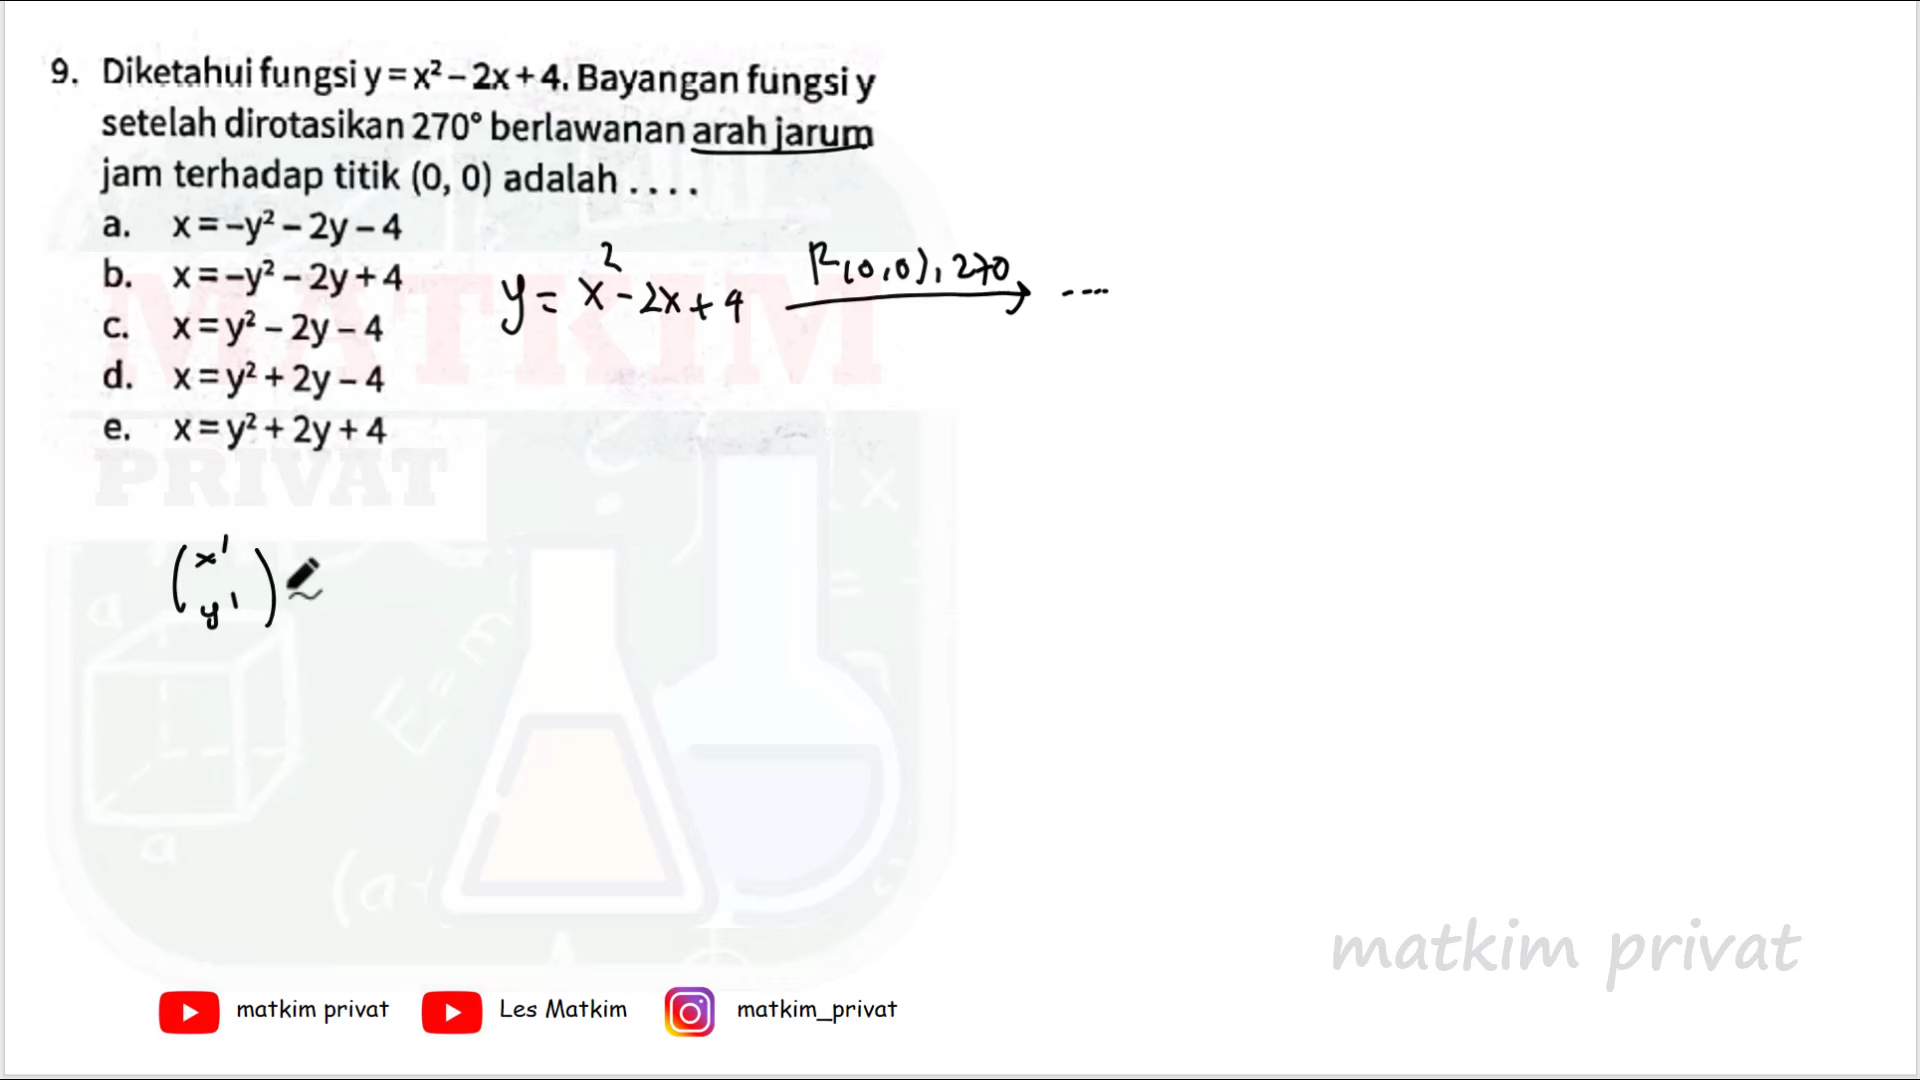 9. Diketahui fungsi y = x² – 2x + 4. Bayangan fungsi y
setelah dirotasikan 270° berlawanan arah jarum
jam terhadap titik (0, 0) adalah . . . .
a. x = –y² – 2y – 4
b. x = –y² – 2y + 4
c. x = y² – 2y – 4
d. x = y² + 2y – 4
e. x = y² + 2y + 4
y = x² - 2x + 4 R(0,0), 270 → ....
MATKIM
PRIVAT
(x'
y')
matkim privat
matkim privat Les Matkim matkim_privat